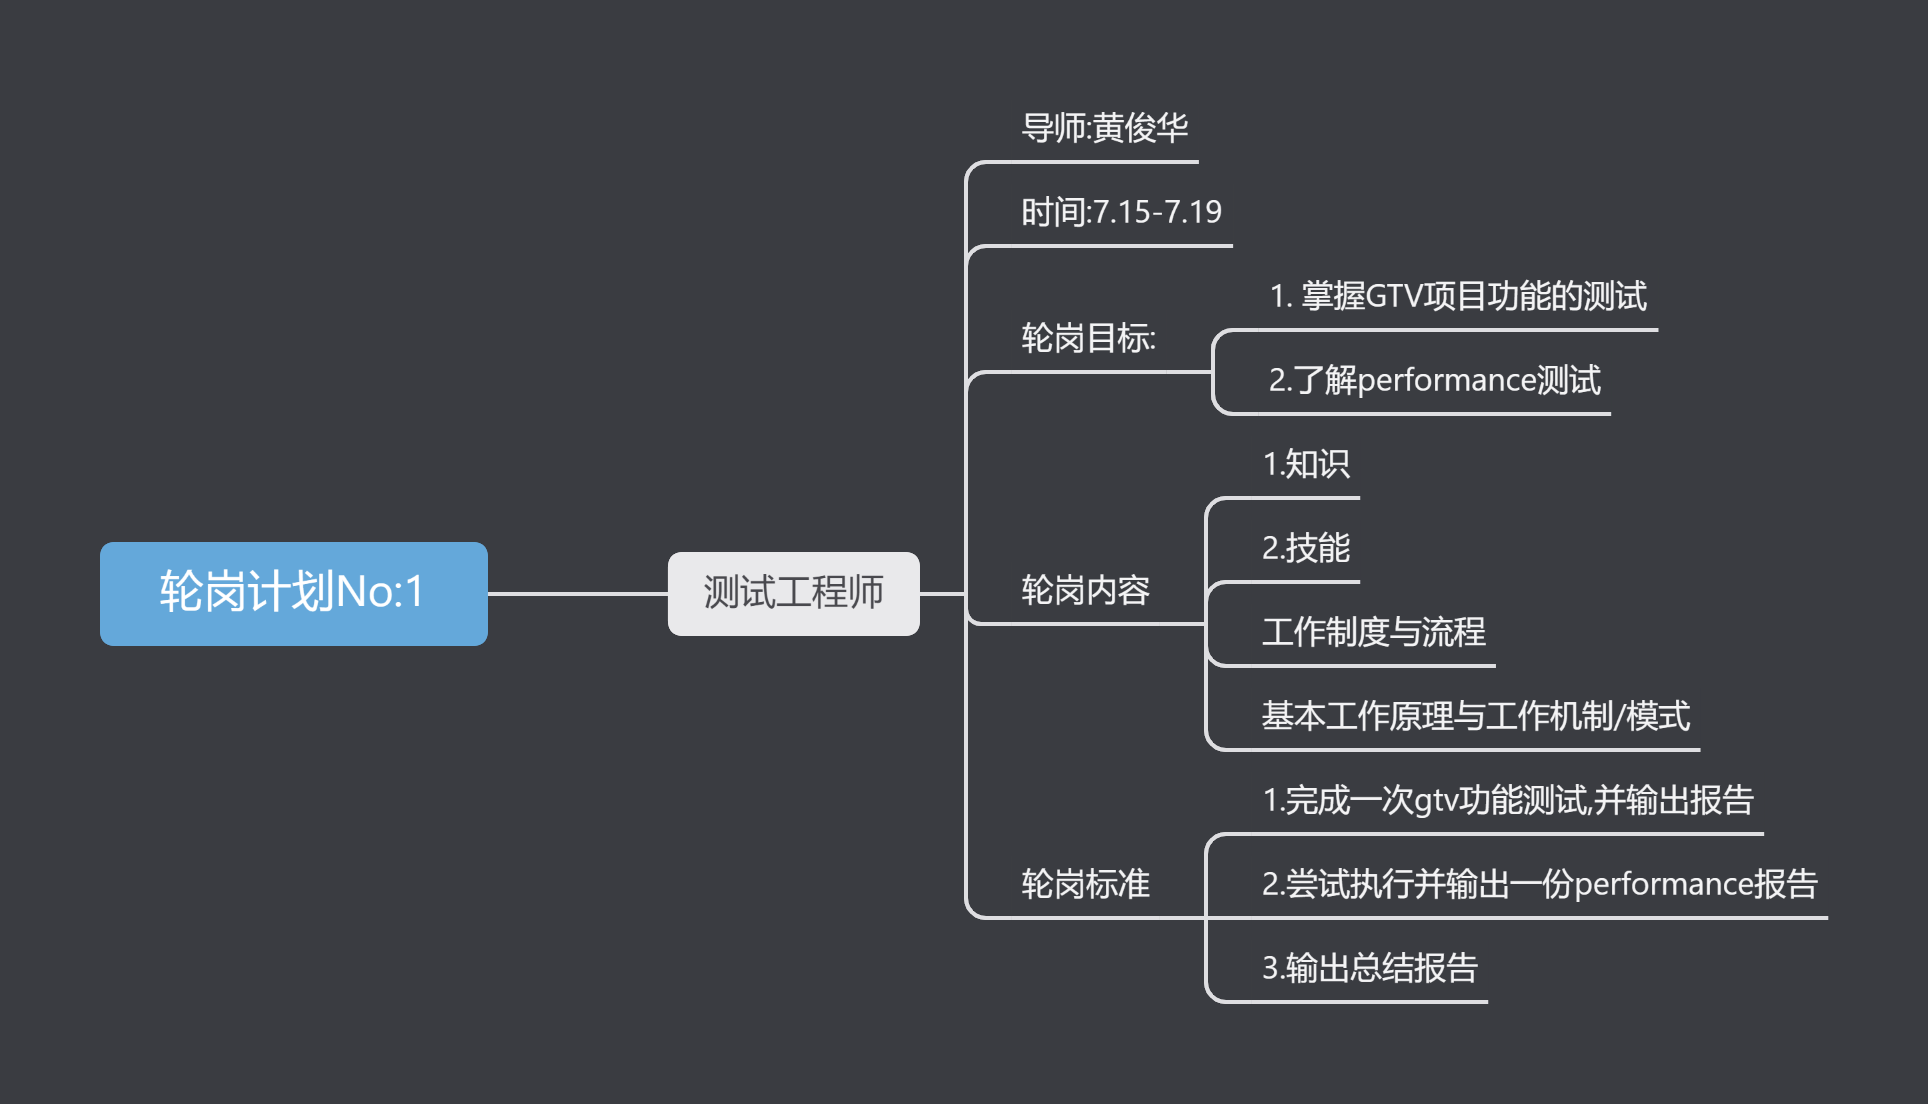 轮岗计划No:1
测试工程师
导师:黄俊华
时间:7.15-7.19
轮岗目标:
1. 掌握GTV项目功能的测试
2.了解performance测试
轮岗内容
1.知识
2.技能
工作制度与流程
基本工作原理与工作机制/模式
轮岗标准
1.完成一次gtv功能测试,并输出报告
2.尝试执行并输出一份performance报告
3.输出总结报告